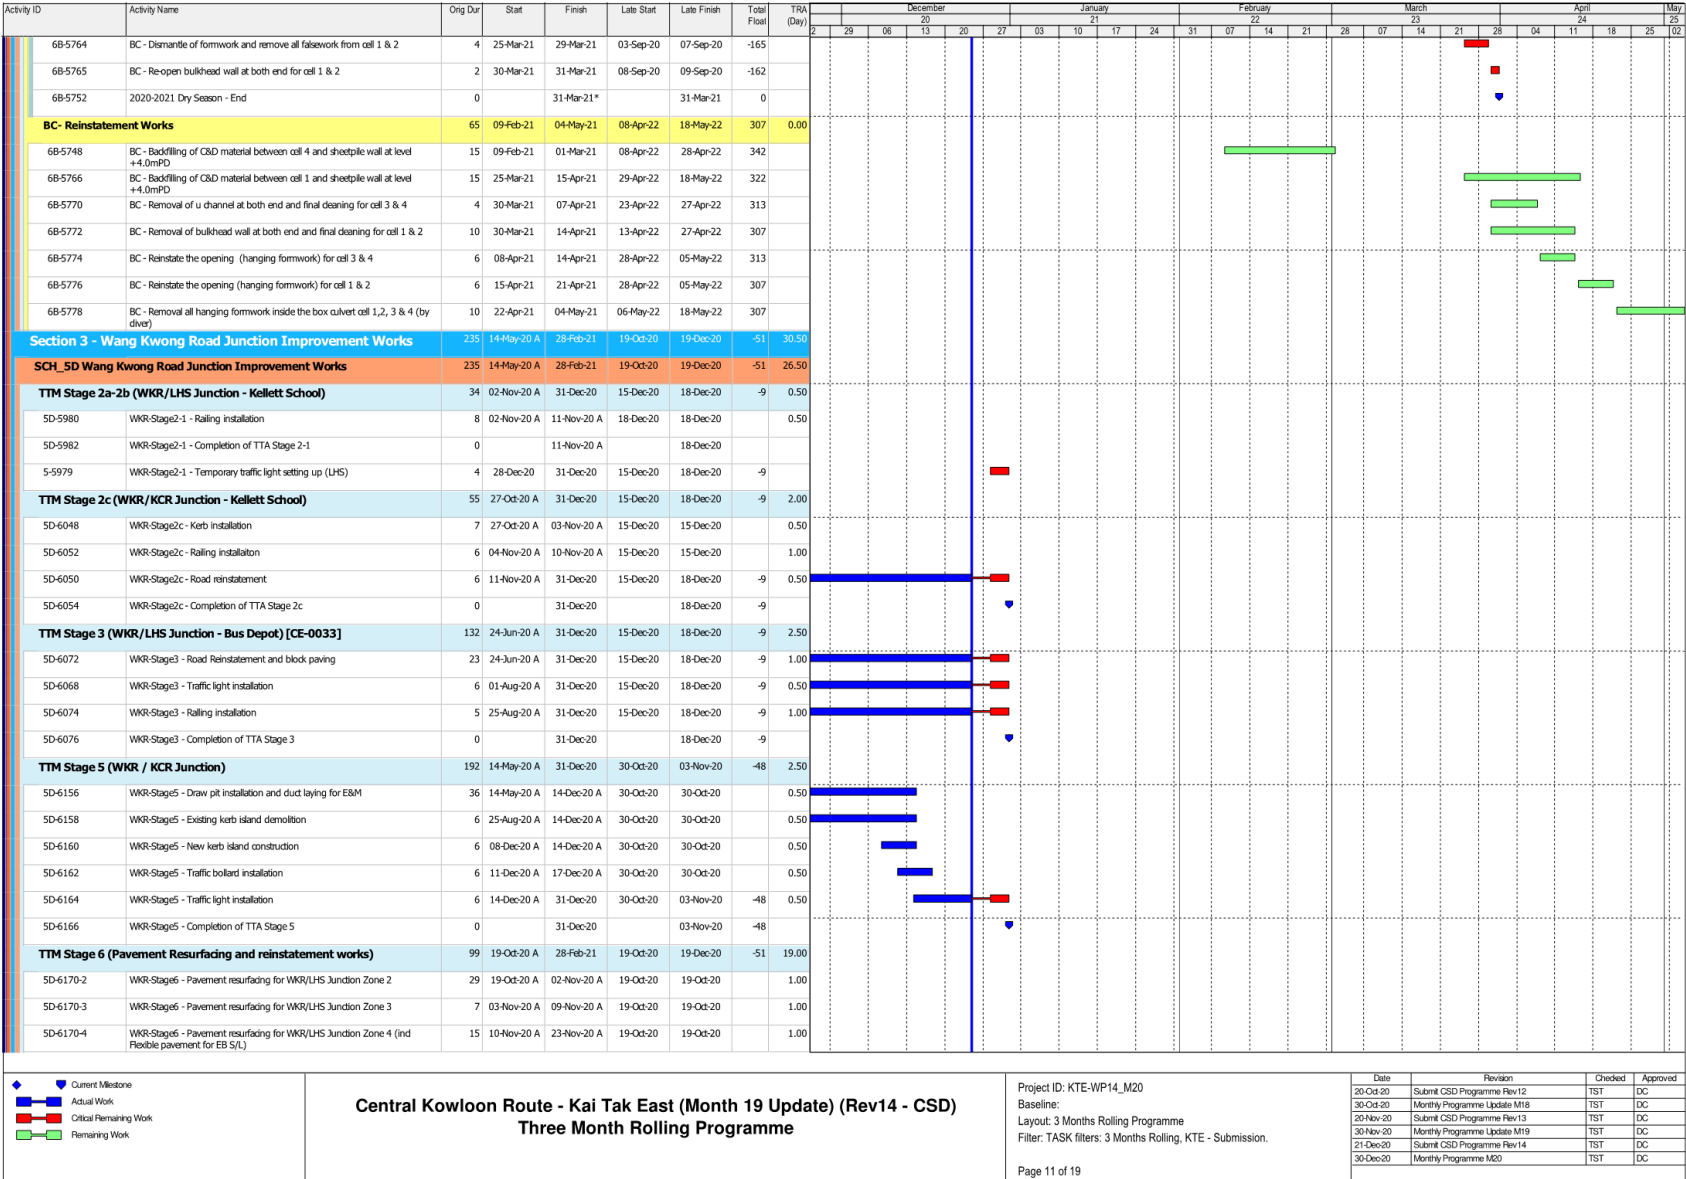 Activity ID Activity Name Orig Dur Start Finish Late Start Late Finish Total Float TRA (Day) December January February March April May
20 21 22 23 24 25
2 29 06 13 20 27 03 10 17 24 31 07 14 21 28 07 14 21 28 04 11 18 25 02
6B-5764 BC - Dismantle of formwork and remove all falsework from cell 1 & 2 4 25-Mar-21 29-Mar-21 03-Sep-20 07-Sep-20 -165
6B-5765 BC - Re-open bulkhead wall at both end for cell 1 & 2 2 30-Mar-21 31-Mar-21 08-Sep-20 09-Sep-20 -162
6B-5752 2020-2021 Dry Season - End 0 31-Mar-21* 31-Mar-21 0
BC- Reinstatement Works 65 09-Feb-21 04-May-21 08-Apr-22 18-May-22 307 0.00
6B-5748 BC - Backfilling of C&D material between cell 4 and sheetpile wall at level +4.0mPD 15 09-Feb-21 01-Mar-21 08-Apr-22 28-Apr-22 342
6B-5766 BC - Backfilling of C&D material between cell 1 and sheetpile wall at level +4.0mPD 15 25-Mar-21 15-Apr-21 29-Apr-22 18-May-22 322
6B-5770 BC - Removal of u channel at both end and final cleaning for cell 3 & 4 4 30-Mar-21 07-Apr-21 23-Apr-22 27-Apr-22 313
6B-5772 BC - Removal of bulkhead wall at both end and final cleaning for cell 1 & 2 10 30-Mar-21 14-Apr-21 13-Apr-22 27-Apr-22 307
6B-5774 BC - Reinstate the opening (hanging formwork) for cell 3 & 4 6 08-Apr-21 14-Apr-21 28-Apr-22 05-May-22 313
6B-5776 BC - Reinstate the opening (hanging formwork) for cell 1 & 2 6 15-Apr-21 21-Apr-21 28-Apr-22 05-May-22 307
6B-5778 BC - Removal all hanging formwork inside the box culvert cell 1,2, 3 & 4 (by diver) 10 22-Apr-21 04-May-21 06-May-22 18-May-22 307
Section 3 - Wang Kwong Road Junction Improvement Works 235 14-May-20 A 28-Feb-21 19-Oct-20 19-Dec-20 -51 30.50
SCH_5D Wang Kwong Road Junction Improvement Works 235 14-May-20 A 28-Feb-21 19-Oct-20 19-Dec-20 -51 26.50
TTM Stage 2a-2b (WKR/LHS Junction - Kellett School) 34 02-Nov-20 A 31-Dec-20 15-Dec-20 18-Dec-20 -9 0.50
5D-5980 WKR-Stage2-1 - Railing installation 8 02-Nov-20 A 11-Nov-20 A 18-Dec-20 18-Dec-20 0.50
5D-5982 WKR-Stage2-1 - Completion of TTA Stage 2-1 0 11-Nov-20 A 18-Dec-20
5-5979 WKR-Stage2-1 - Temporary traffic light setting up (LHS) 4 28-Dec-20 31-Dec-20 15-Dec-20 18-Dec-20 -9
TTM Stage 2c (WKR/KCR Junction - Kellett School) 55 27-Oct-20 A 31-Dec-20 15-Dec-20 18-Dec-20 -9 2.00
5D-6048 WKR-Stage2c - Kerb installation 7 27-Oct-20 A 03-Nov-20 A 15-Dec-20 15-Dec-20 0.50
5D-6052 WKR-Stage2c - Railing installaiton 6 04-Nov-20 A 10-Nov-20 A 15-Dec-20 15-Dec-20 1.00
5D-6050 WKR-Stage2c - Road reinstatement 6 11-Nov-20 A 31-Dec-20 15-Dec-20 18-Dec-20 -9 0.50
5D-6054 WKR-Stage2c - Completion of TTA Stage 2c 0 31-Dec-20 18-Dec-20 -9
TTM Stage 3 (WKR/LHS Junction - Bus Depot) [CE-0033] 132 24-Jun-20 A 31-Dec-20 15-Dec-20 18-Dec-20 -9 2.50
5D-6072 WKR-Stage3 - Road Reinstatement and block paving 23 24-Jun-20 A 31-Dec-20 15-Dec-20 18-Dec-20 -9 1.00
5D-6068 WKR-Stage3 - Traffic light installation 6 01-Aug-20 A 31-Dec-20 15-Dec-20 18-Dec-20 -9 0.50
5D-6074 WKR-Stage3 - Ralling installation 5 25-Aug-20 A 31-Dec-20 15-Dec-20 18-Dec-20 -9 1.00
5D-6076 WKR-Stage3 - Completion of TTA Stage 3 0 31-Dec-20 18-Dec-20 -9
TTM Stage 5 (WKR / KCR Junction) 192 14-May-20 A 31-Dec-20 30-Oct-20 03-Nov-20 -48 2.50
5D-6156 WKR-Stage5 - Draw pit installation and duct laying for E&M 36 14-May-20 A 14-Dec-20 A 30-Oct-20 30-Oct-20 0.50
5D-6158 WKR-Stage5 - Existing kerb island demolition 6 25-Aug-20 A 14-Dec-20 A 30-Oct-20 30-Oct-20 0.50
5D-6160 WKR-Stage5 - New kerb island construction 6 08-Dec-20 A 14-Dec-20 A 30-Oct-20 30-Oct-20 0.50
5D-6162 WKR-Stage5 - Traffic bollard installation 6 11-Dec-20 A 17-Dec-20 A 30-Oct-20 30-Oct-20 0.50
5D-6164 WKR-Stage5 - Traffic light installation 6 14-Dec-20 A 31-Dec-20 30-Oct-20 03-Nov-20 -48 0.50
5D-6166 WKR-Stage5 - Completion of TTA Stage 5 0 31-Dec-20 03-Nov-20 -48
TTM Stage 6 (Pavement Resurfacing and reinstatement works) 99 19-Oct-20 A 28-Feb-21 19-Oct-20 19-Dec-20 -51 19.00
5D-6170-2 WKR-Stage6 - Pavement resurfacing for WKR/LHS Junction Zone 2 29 19-Oct-20 A 02-Nov-20 A 19-Oct-20 19-Oct-20 1.00
5D-6170-3 WKR-Stage6 - Pavement resurfacing for WKR/LHS Junction Zone 3 7 03-Nov-20 A 09-Nov-20 A 19-Oct-20 19-Oct-20 1.00
5D-6170-4 WKR-Stage6 - Pavement resurfacing for WKR/LHS Junction Zone 4 (incl Flexible pavement for EB S/L) 15 10-Nov-20 A 23-Nov-20 A 19-Oct-20 19-Oct-20 1.00
Current Milestone
Actual Work
Critical Remaining Work
Remaining Work
Central Kowloon Route - Kai Tak East (Month 19 Update) (Rev14 - CSD)
Three Month Rolling Programme
Project ID: KTE-WP14_M20
Baseline:
Layout: 3 Months Rolling Programme
Filter: TASK filters: 3 Months Rolling, KTE - Submission.
Page 11 of 19
Date Revision Checked Approved
20-Oct-20 Submit CSD Programme Rev12 TST DC
30-Oct-20 Monthly Programme Update M18 TST DC
20-Nov-20 Submit CSD Programme Rev13 TST DC
30-Nov-20 Monthly Programme Update M19 TST DC
21-Dec-20 Submit CSD Programme Rev14 TST DC
30-Dec-20 Monthly Programme M20 TST DC